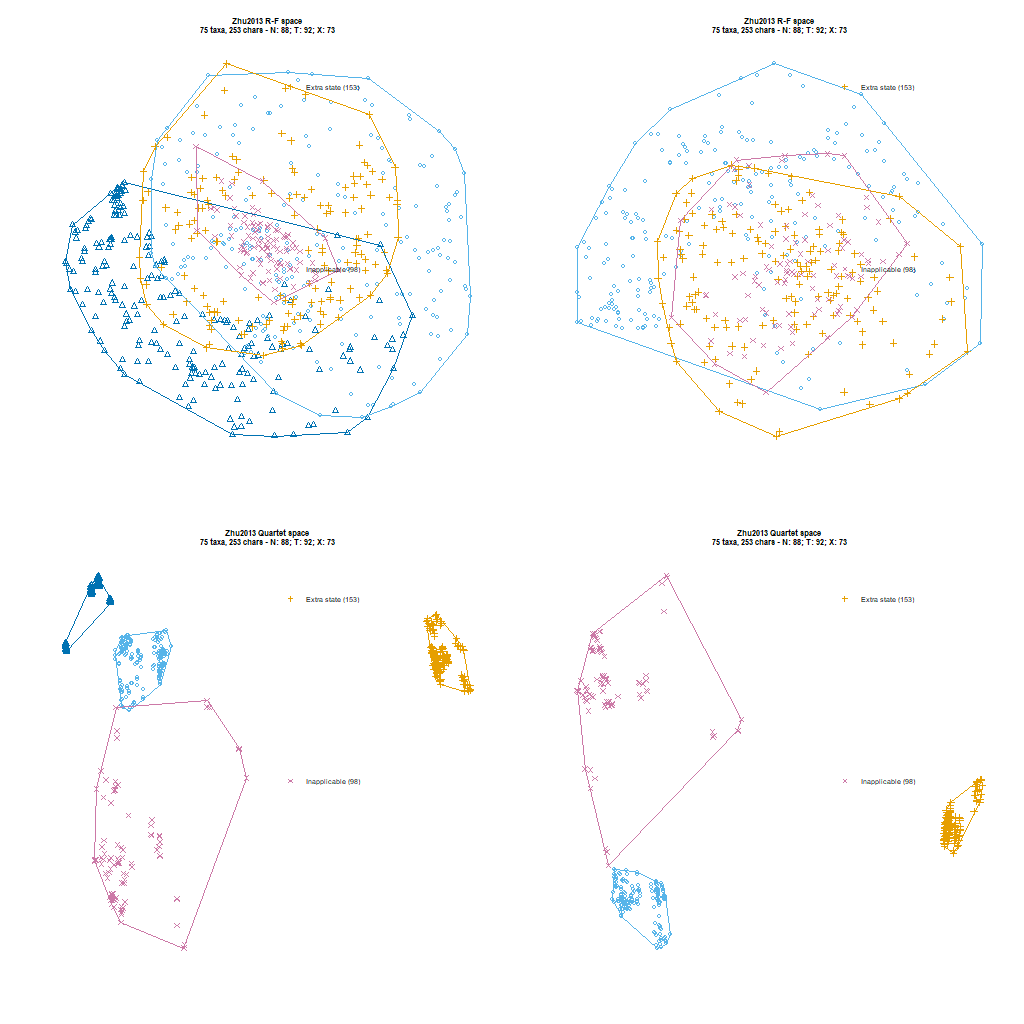 Zhu2013 R-F space
75 taxa, 253 chars - N: 88; T: 92; X: 73
Extra state (153)
Inapplicable (98)
Zhu2013 R-F space
75 taxa, 253 chars - N: 88; T: 92; X: 73
Extra state (153)
Inapplicable (98)
Zhu2013 Quartet space
75 taxa, 253 chars - N: 88; T: 92; X: 73
Extra state (153)
Inapplicable (98)
Zhu2013 Quartet space
75 taxa, 253 chars - N: 88; T: 92; X: 73
Extra state (153)
Inapplicable (98)